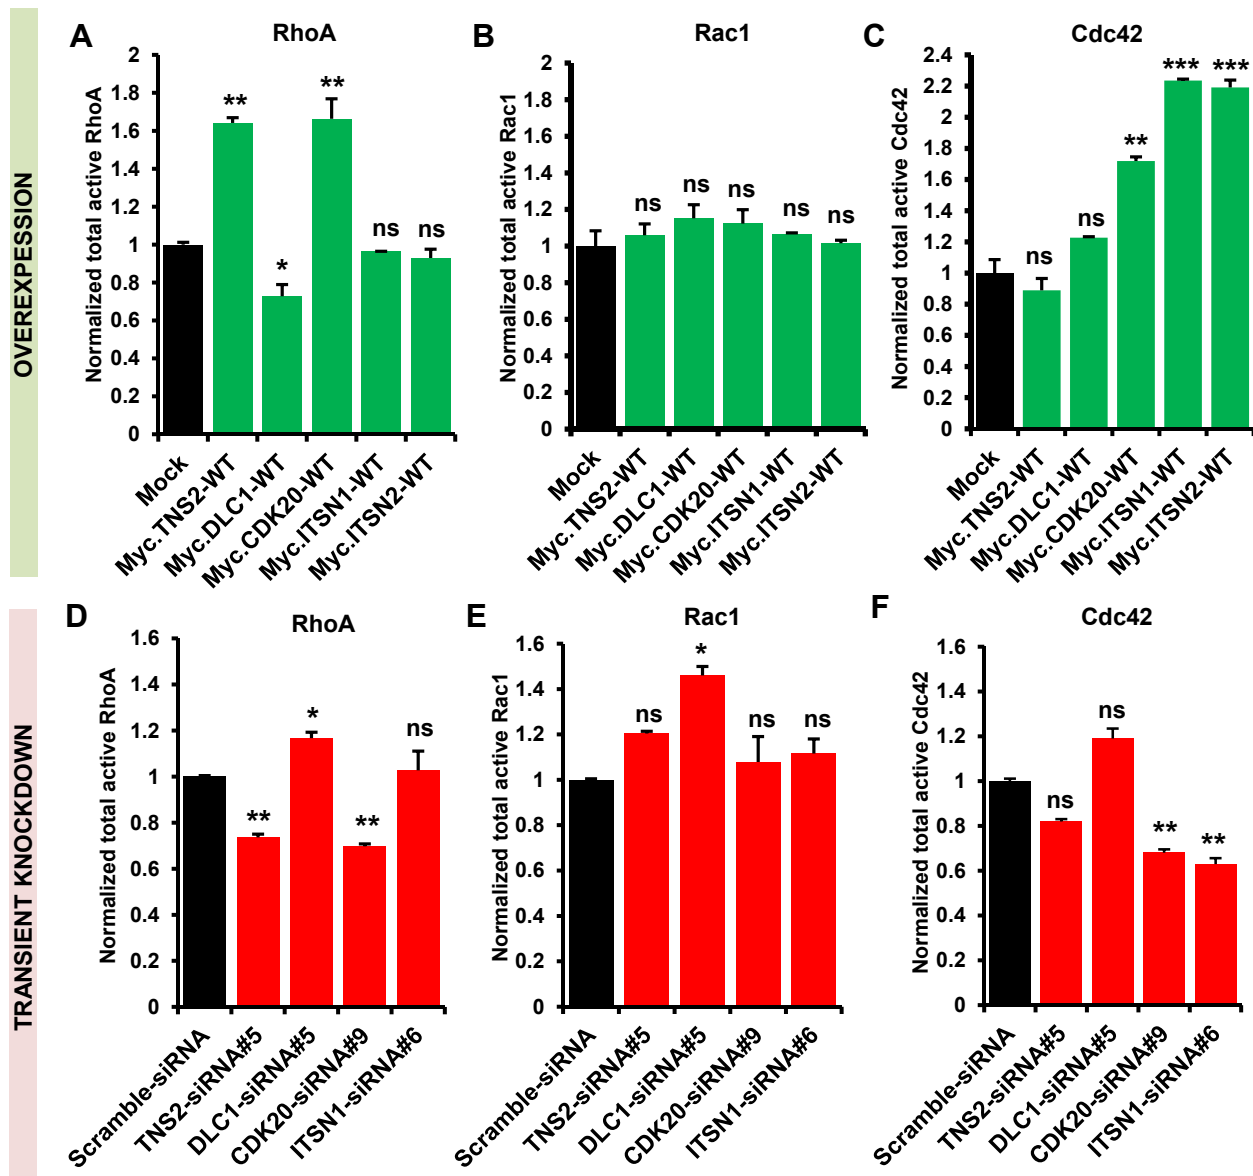 OVEREXPESSION
A
RhoA
Normalized total active RhoA
2
1.8
1.6
1.4
1.2
1
0.8
0.6
0.4
0.2
0
**
*
**
ns
ns
Mock
Myc.TNS2-WT
Myc.DLC1-WT
Myc.CDK20-WT
Myc.ITSN1-WT
Myc.ITSN2-WT
B
Rac1
Normalized total active Rac1
2
1.8
1.6
1.4
1.2
1
0.8
0.6
0.4
0.2
0
ns
ns
ns
ns
ns
Mock
Myc.TNS2-WT
Myc.DLC1-WT
Myc.CDK20-WT
Myc.ITSN1-WT
Myc.ITSN2-WT
C
Cdc42
Normalized total active Cdc42
2.4
2.2
2
1.8
1.6
1.4
1.2
1
0.8
0.6
0.4
0.2
0
ns
ns
**
***
***
Mock
Myc.TNS2-WT
Myc.DLC1-WT
Myc.CDK20-WT
Myc.ITSN1-WT
Myc.ITSN2-WT
TRANSIENT KNOCKDOWN
D
RhoA
Normalized total active RhoA
1.6
1.4
1.2
1
0.8
0.6
0.4
0.2
0
**
*
**
ns
Scramble-siRNA
TNS2-siRNA#5
DLC1-siRNA#5
CDK20-siRNA#9
ITSN1-siRNA#6
E
Rac1
Normalized total active Rac1
1.6
1.4
1.2
1
0.8
0.6
0.4
0.2
0
ns
*
ns
ns
Scramble-siRNA
TNS2-siRNA#5
DLC1-siRNA#5
CDK20-siRNA#9
ITSN1-siRNA#6
F
Cdc42
Normalized total active Cdc42
1.6
1.4
1.2
1
0.8
0.6
0.4
0.2
0
ns
ns
**
**
Scramble-siRNA
TNS2-siRNA#5
DLC1-siRNA#5
CDK20-siRNA#9
ITSN1-siRNA#6